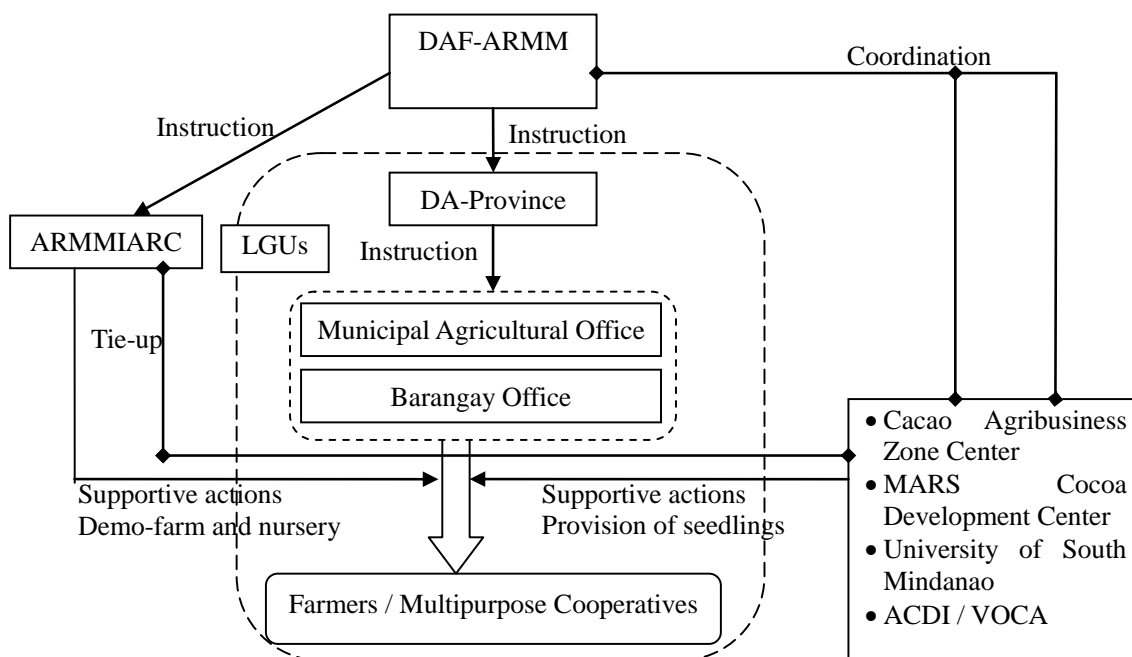 DAF-ARMM
Coordination
Instruction
Instruction
DA-Province
ARMMIARC
LGUs
Instruction
Municipal Agricultural Office
Tie-up
Barangay Office
• Cacao Agribusiness
Zone Center
• MARS Cocoa
Development Center
• University of South
Mindanao
• ACDI / VOCA
Supportive actions
Demo-farm and nursery
Supportive actions
Provision of seedlings
Farmers / Multipurpose Cooperatives